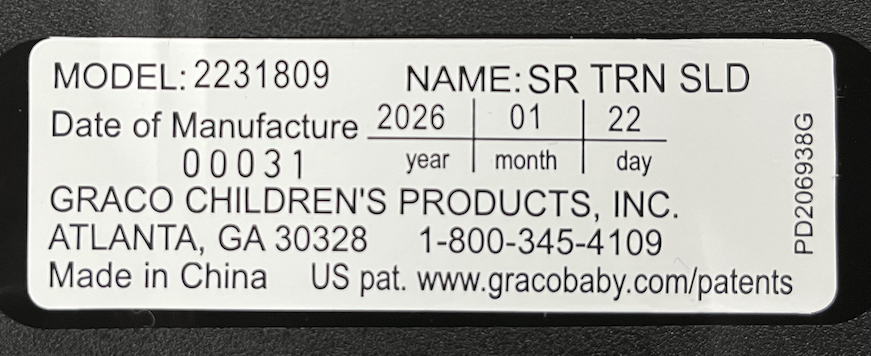 MODEL: 2231809 NAME: SR TRN SLD
Date of Manufacture 2026 01 22
00031 year month day
GRACO CHILDREN'S PRODUCTS, INC.
ATLANTA, GA 30328 1-800-345-4109
Made in China US pat. www.gracobaby.com/patents
PD206938G